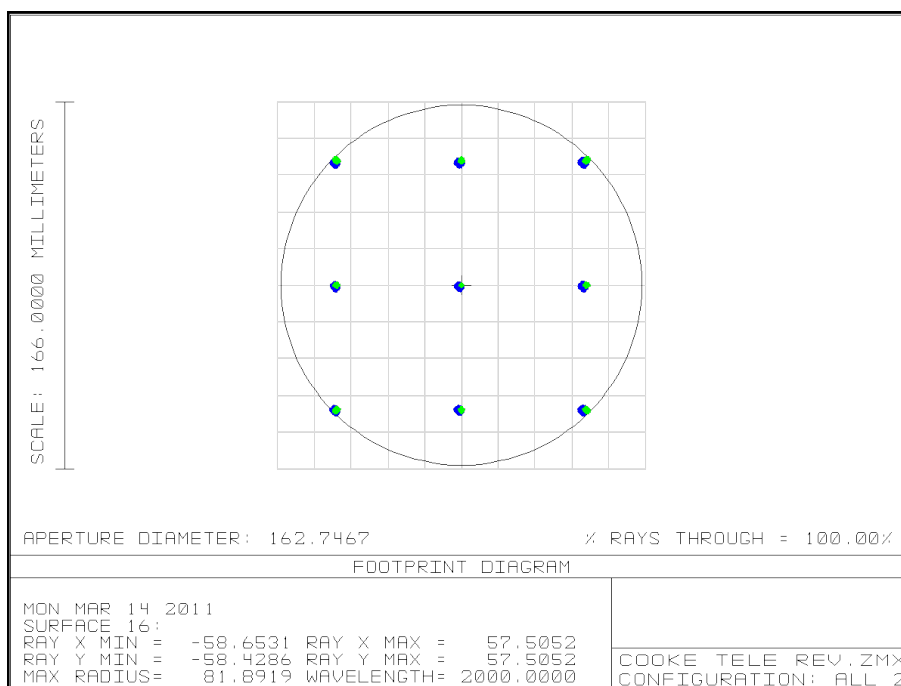 SCALE: 166.0000 MILLIMETERS
APERTURE DIAMETER: 162.7467 % RAYS THROUGH = 100.00%
FOOTPRINT DIAGRAM
MON MAR 14 2011
SURFACE 16:
RAY X MIN = -58.6531 RAY X MAX = 57.5052
RAY Y MIN = -58.4286 RAY Y MAX = 57.5052
MAX RADIUS= 81.8919 WAVELENGTH= 2000.0000
COOKE TELE REV.ZMX
CONFIGURATION: ALL 2